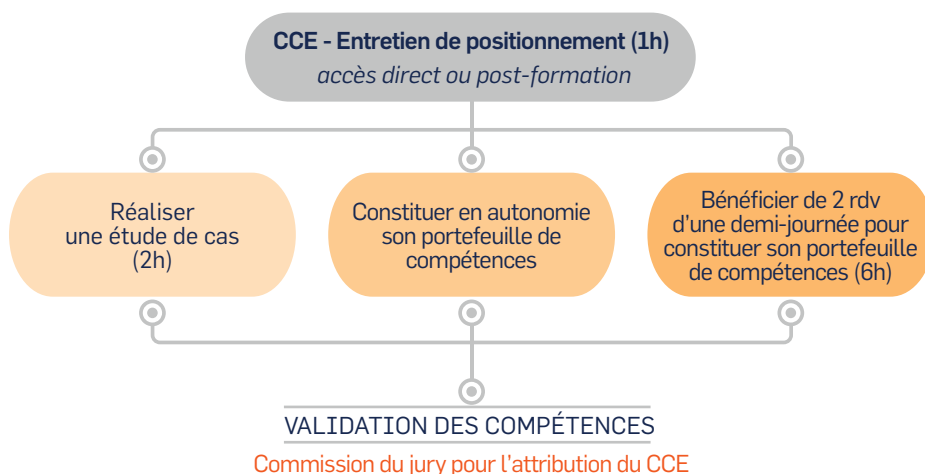 CCE - Entretien de positionnement (1h)
accès direct ou post-formation
Réaliser
une étude de cas
(2h)
Constituer en autonomie
son portefeuille de
compétences
Bénéficier de 2 rdv
d'une demi-journée pour
constituer son portefeuille
de compétences (6h)
VALIDATION DES COMPÉTENCES
Commission du jury pour l'attribution du CCE